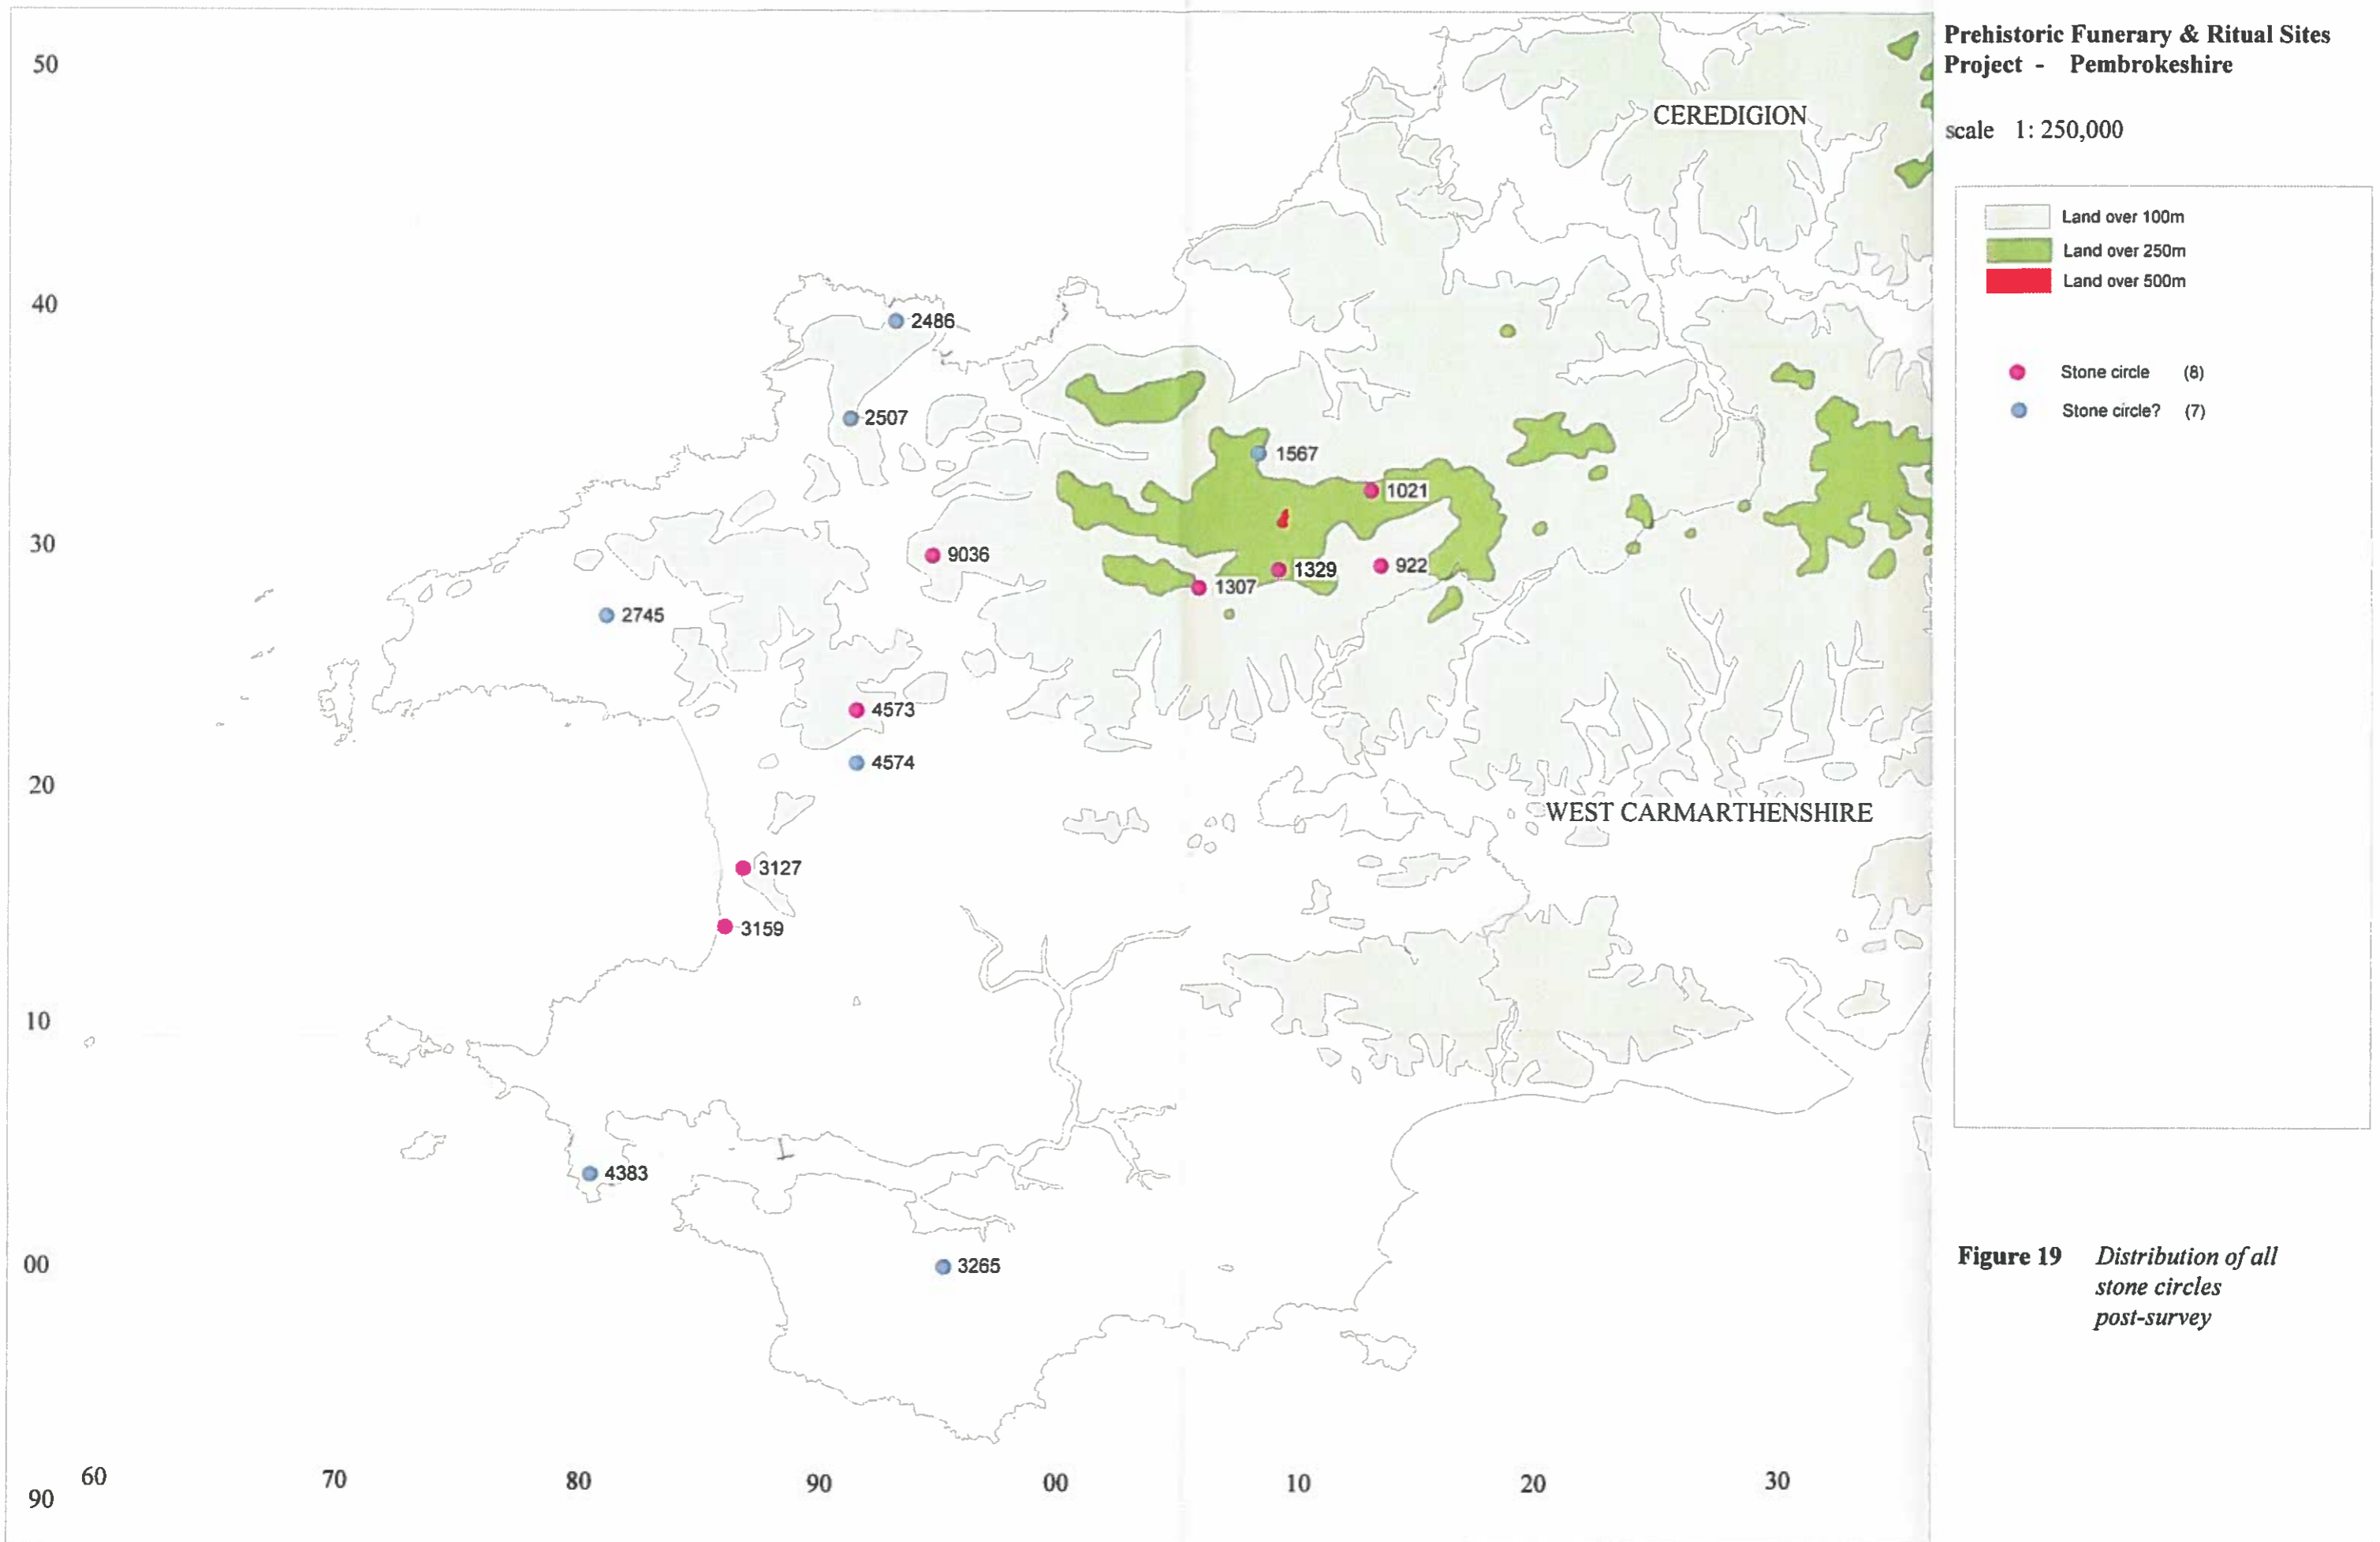 Prehistoric Funerary & Ritual Sites
Project - Pembrokeshire
scale 1: 250,000
Land over 100m
Land over 250m
Land over 500m
Stone circle (8)
Stone circle? (7)
Figure 19 Distribution of all
stone circles
post-survey
CEREDIGION
WEST CARMARTHENSHIRE
50
40
30
20
10
00
90
60
70
80
90
00
10
20
30
2486
2507
1567
1021
9036
1329
922
1307
2745
4573
4574
3127
3159
4383
3265